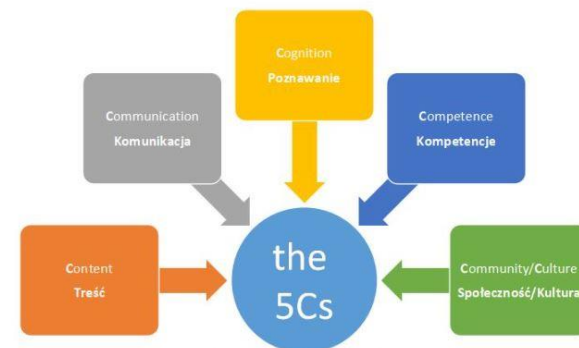 Cognition
Poznawanie
Communication
Komunikacja
Competence
Kompetencje
Content
Treść
the
5Cs
Community/Culture
Społeczność/Kultura